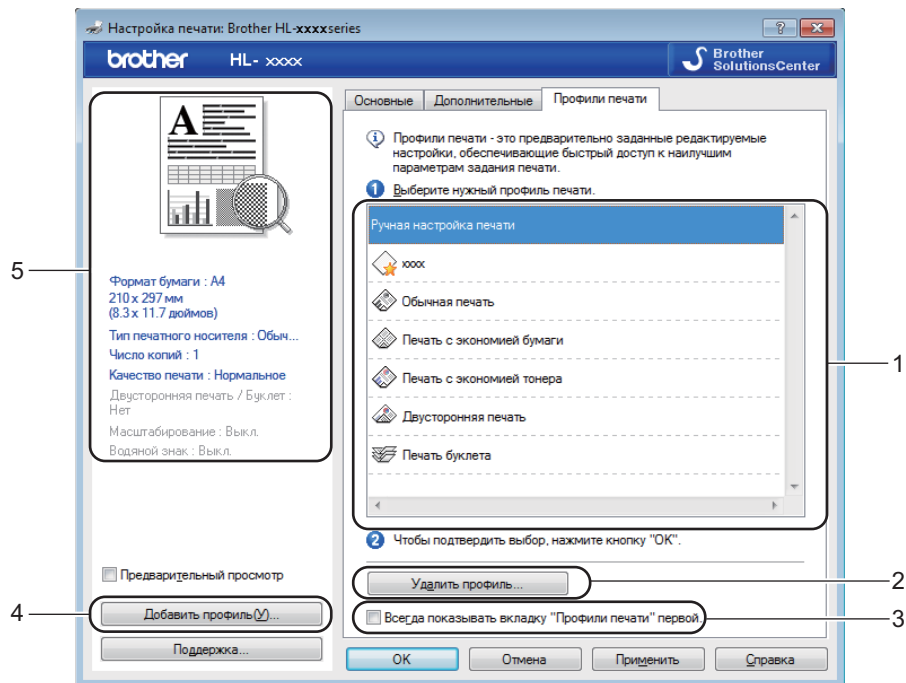 Настройка печати: Brother HL-xxxxseries
brother HL- xxxx
Brother
SolutionsCenter
A
Формат бумаги : A4
210 x 297 мм
(8.3 x 11.7 дюймов)
Тип печатного носителя : Обыч...
Число копий : 1
Качество печати : Нормальное
Двусторонняя печать / Буклет :
Нет
Масштабирование : Выкл.
Водяной знак : Выкл.
Предварительный просмотр
Добавить профиль(У)...
Поддержка...
Основные Дополнительные Профили печати
Профили печати - это предварительно заданные редактируемые
настройки, обеспечивающие быстрый доступ к наилучшим
параметрам задания печати.
1 Выберите нужный профиль печати.
Ручная настройка печати
xxxx
Обычная печать
Печать с экономией бумаги
Печать с экономией тонера
Двусторонняя печать
Печать буклета
2 Чтобы подтвердить выбор, нажмите кнопку "OK".
Удалить профиль...
Всегда показывать вкладку "Профили печати" первой.
OK Отмена Применить Справка
1
2
3
4
5